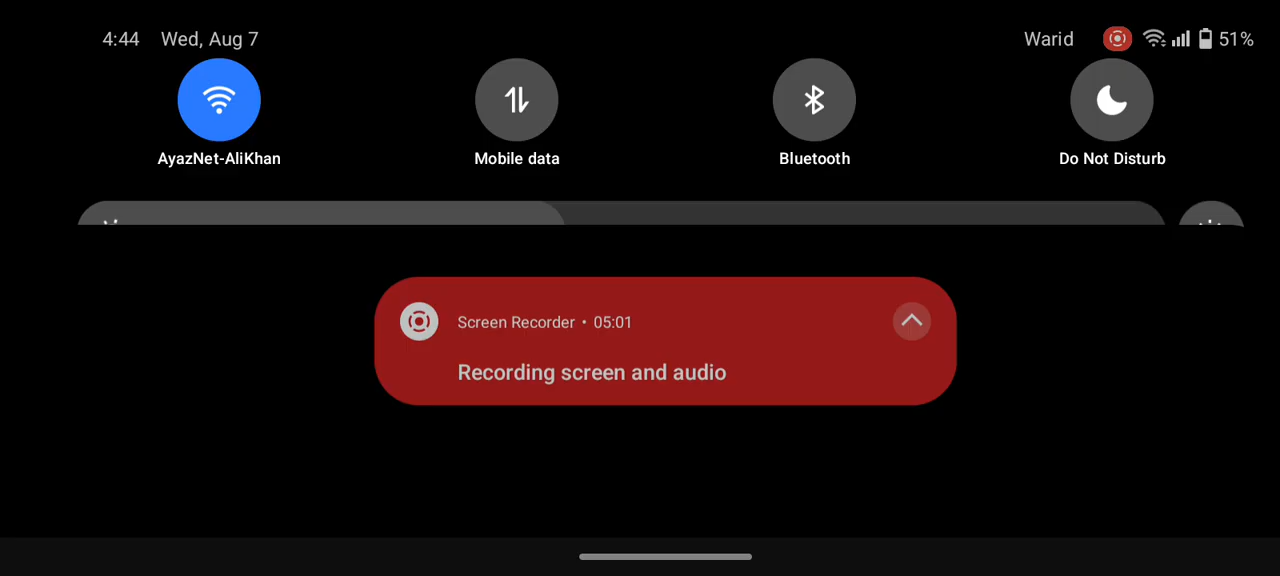 4:44 Wed, Aug 7 Warid 51%
AyazNet-AliKhan Mobile data Bluetooth Do Not Disturb
Screen Recorder • 05:01
Recording screen and audio